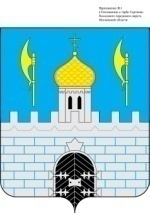 Приложение № 1
к Положению о гербе Сергиево-
Посадского городского округа
Московской области